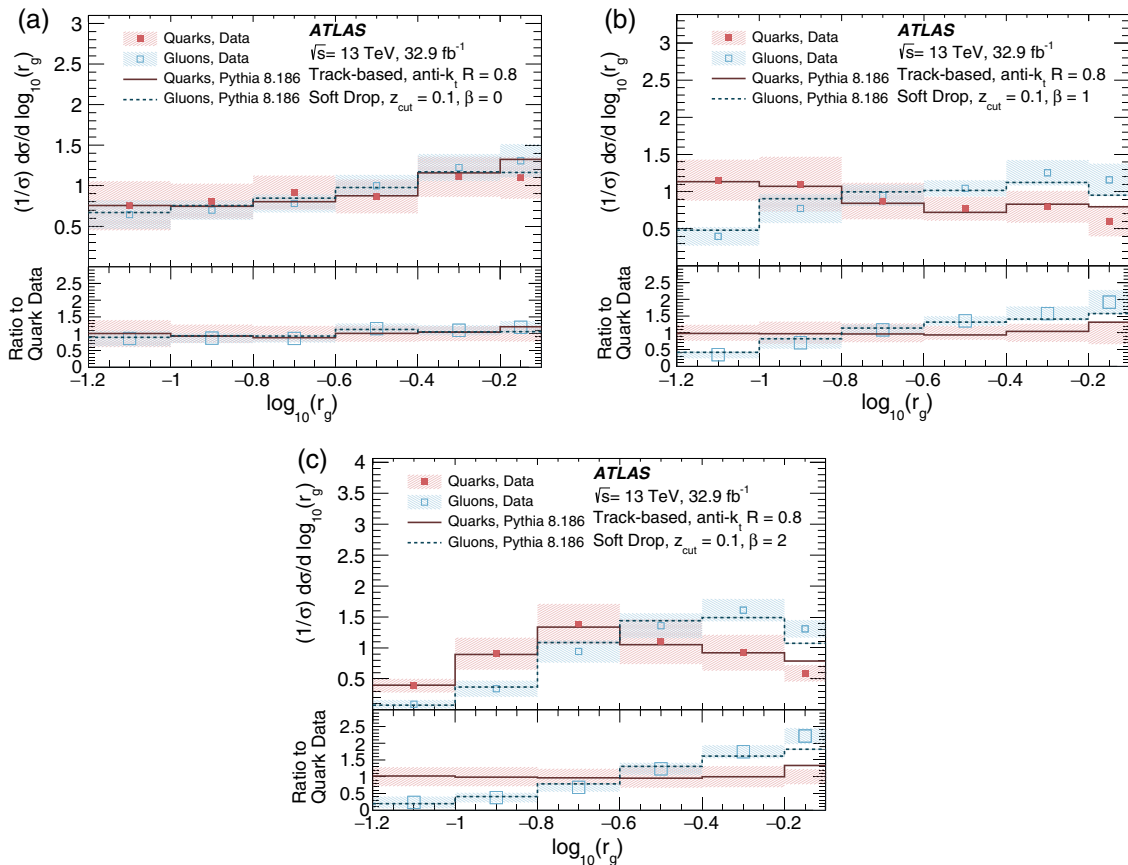 (a)
ATLAS
√s= 13 TeV, 32.9 fb⁻¹
Track-based, anti-kₜ R = 0.8
Soft Drop, z_cut = 0.1, β = 0
Quarks, Data
Gluons, Data
Quarks, Pythia 8.186
Gluons, Pythia 8.186
(1/σ) dσ/d log₁₀(r_g)
3
2.5
2
1.5
1
0.5
Ratio to
Quark Data
2.5
2
1.5
1
0.5
0
−1.2 −1 −0.8 −0.6 −0.4 −0.2
log₁₀(r_g)
(b)
ATLAS
√s= 13 TeV, 32.9 fb⁻¹
Track-based, anti-kₜ R = 0.8
Soft Drop, z_cut = 0.1, β = 1
Quarks, Data
Gluons, Data
Quarks, Pythia 8.186
Gluons, Pythia 8.186
(1/σ) dσ/d log₁₀(r_g)
3
2.5
2
1.5
1
0.5
Ratio to
Quark Data
2.5
2
1.5
1
0.5
0
−1.2 −1 −0.8 −0.6 −0.4 −0.2
log₁₀(r_g)
(c)
ATLAS
√s= 13 TeV, 32.9 fb⁻¹
Track-based, anti-kₜ R = 0.8
Soft Drop, z_cut = 0.1, β = 2
Quarks, Data
Gluons, Data
Quarks, Pythia 8.186
Gluons, Pythia 8.186
(1/σ) dσ/d log₁₀(r_g)
4
3.5
3
2.5
2
1.5
1
0.5
Ratio to
Quark Data
2.5
2
1.5
1
0.5
0
−1.2 −1 −0.8 −0.6 −0.4 −0.2
log₁₀(r_g)